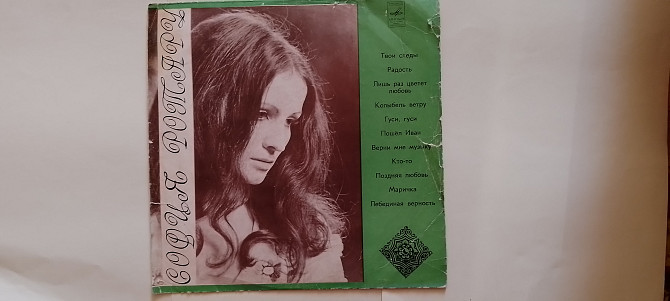 СОФИЯ РОТАРУ
Твои следы
Радость
Лишь раз цветет
любовь
Колыбель ветру
Гуси, гуси
Пошёл Иван
Верни мне музыку
Кто-то
Поздняя любовь
Маричка
Лебединая верность